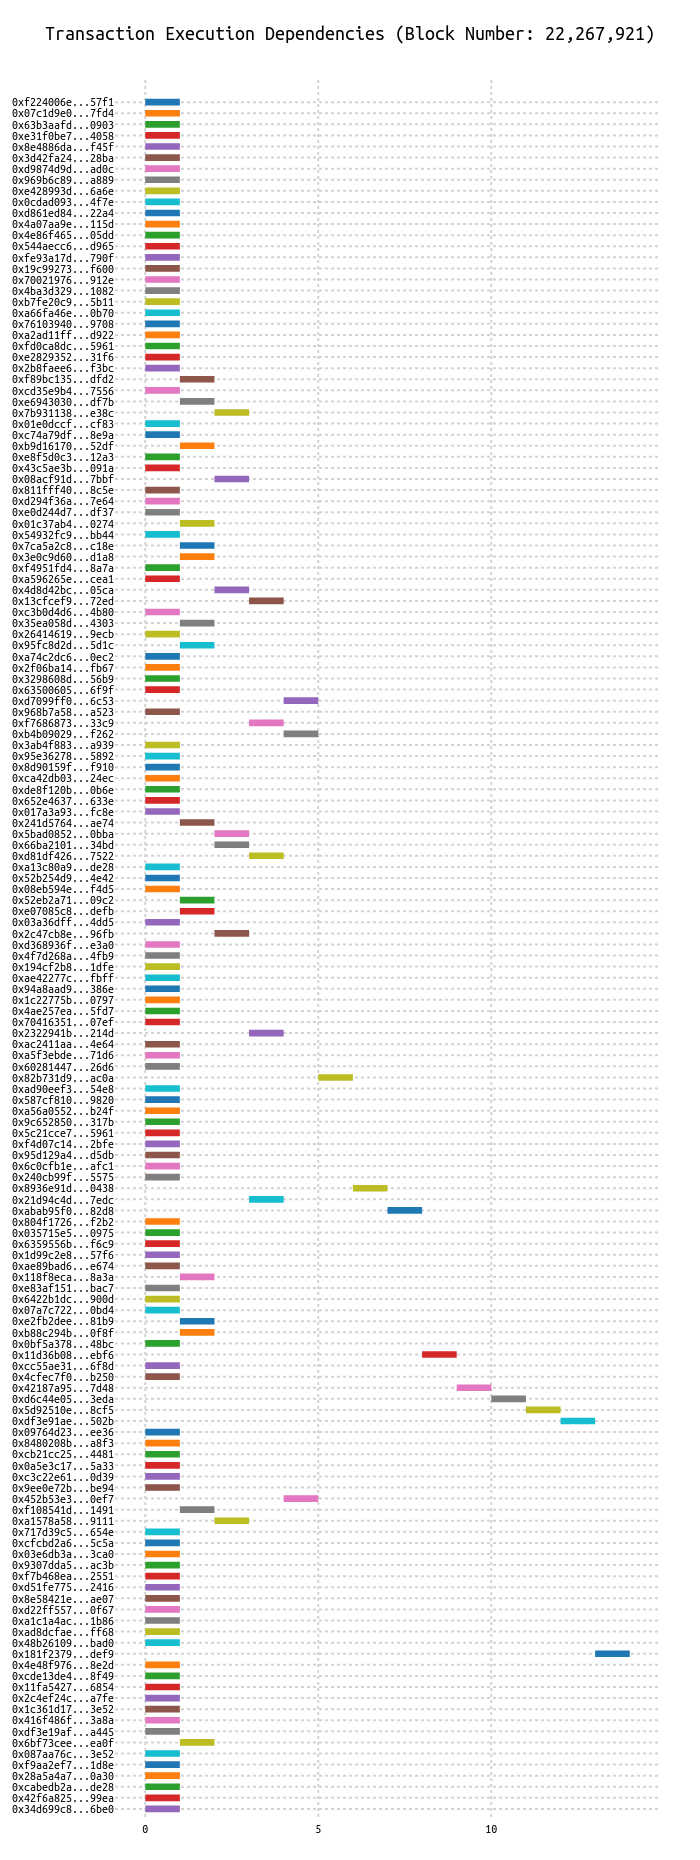 Transaction Execution Dependencies (Block Number: 22,267,921)
0xf224006e...57f1
0x07c1d9e0...7fd4
0x63b3aafd...0903
0xe31f0be7...4058
0x8e4886da...f45f
0x3d42fa24...28ba
0xd9874d9d...ad0c
0x969b6c89...a889
0xe428993d...6a6e
0x0cdad093...4f7e
0xd861ed84...22a4
0x4a07aa9e...115d
0x4e86f465...05dd
0x544aecc6...d965
0xfe93a17d...790f
0x19c99273...f600
0x70021976...912e
0x4ba3d329...1082
0xb7fe20c9...5b11
0xa66fa46e...0b70
0x76103940...9708
0xa2ad11ff...d922
0xfd0ca8dc...5961
0xe2829352...31f6
0x2b8faee6...f3bc
0xf89bc135...dfd2
0xcd35e9b4...7556
0xe6943030...df7b
0x7b931138...e38c
0x01e0dccf...cf83
0xc74a79df...8e9a
0xb9d16170...52df
0xe8f5d0c3...12a3
0x43c5ae3b...091a
0x08acf91d...7bbf
0x811fff40...8c5e
0xd294f36a...7e64
0xe0d244d7...df37
0x01c37ab4...0274
0x54932fc9...bb44
0x7ca5a2c8...c18e
0x3e0c9d60...d1a8
0xf4951fd4...8a7a
0xa596265e...cea1
0x4d8d42bc...05ca
0x13cfcef9...72ed
0xc3b0d4d6...4b80
0x35ea058d...4303
0x26414619...9ecb
0x95fc8d2d...5d1c
0xa74c2dc6...0ec2
0x2f06ba14...fb67
0x3298608d...56b9
0x63500605...6f9f
0xd7099ff0...6c53
0x968b7a58...a523
0xf7686873...33c9
0xb4b09029...f262
0x3ab4f883...a939
0x95e36278...5892
0x8d90159f...f910
0xca42db03...24ec
0xde8f120b...0b6e
0x652e4637...633e
0x017a3a93...fc8e
0x241d5764...ae74
0x5bad0852...0bba
0x66ba2101...34bd
0xd81df426...7522
0xa13c80a9...de28
0x52b254d9...4e42
0x08eb594e...f4d5
0x52eb2a71...09c2
0xe07085c8...defb
0x03a36dff...4dd5
0x2c47cb8e...96fb
0xd368936f...e3a0
0x4f7d268a...4fb9
0x194cf2b8...1dfe
0xae42277c...fbff
0x94a8aad9...386e
0x1c22775b...0797
0x4ae257ea...5fd7
0x70416351...07ef
0x2322941b...214d
0xac2411aa...4e64
0xa5f3ebde...71d6
0x60281447...26d6
0x82b731d9...ac0a
0xad90eef3...54e8
0x587cf810...9820
0xa56a0552...b24f
0x9c652850...317b
0x5c21cce7...5961
0xf4d07c14...2bfe
0x95d129a4...d5db
0x6c0cfb1e...afc1
0x240cb99f...5575
0x8936e91d...0438
0x21d94c4d...7edc
0xabab95f0...82d8
0x804f1726...f2b2
0x035715e5...0975
0x6359556b...f6c9
0x1d99c2e8...57f6
0xae89bad6...e674
0x118f8eca...8a3a
0xe83af151...bac7
0x6422b1dc...900d
0x07a7c722...0bd4
0xe2fb2dee...81b9
0xb88c294b...0f8f
0x0bf5a378...48bc
0x11d36b08...ebf6
0xcc55ae31...6f8d
0x4cfec7f0...b250
0x42187a95...7d48
0xd6c44e05...3eda
0x5d92510e...8cf5
0xdf3e91ae...502b
0x09764d23...ee36
0x8480208b...a8f3
0xcb21cc25...4481
0x0a5e3c17...5a33
0xc3c22e61...0d39
0x9ee0e72b...be94
0x452b53e3...0ef7
0xf108541d...1491
0xa1578a58...9111
0x717d39c5...654e
0xcfcbd2a6...5c5a
0x03e6db3a...3ca0
0x9307dda5...ac3b
0xf7b468ea...2551
0xd51fe775...2416
0x8e58421e...ae07
0xd22ff557...0f67
0xa1c1a4ac...1b86
0xad8dcfae...ff68
0x48b26109...bad0
0x181f2379...def9
0x4e48f976...8e2d
0xcde13de4...8f49
0x11fa5427...6854
0x2c4ef24c...a7fe
0x1c361d17...3e52
0x416f486f...3a8a
0xdf3e19af...a445
0x6bf73cee...ea0f
0x087aa76c...3e52
0xf9aa2ef7...1d8e
0x28a5a4a7...0a30
0xcabedb2a...de28
0x42f6a825...99ea
0x34d699c8...6be0
0 5 10